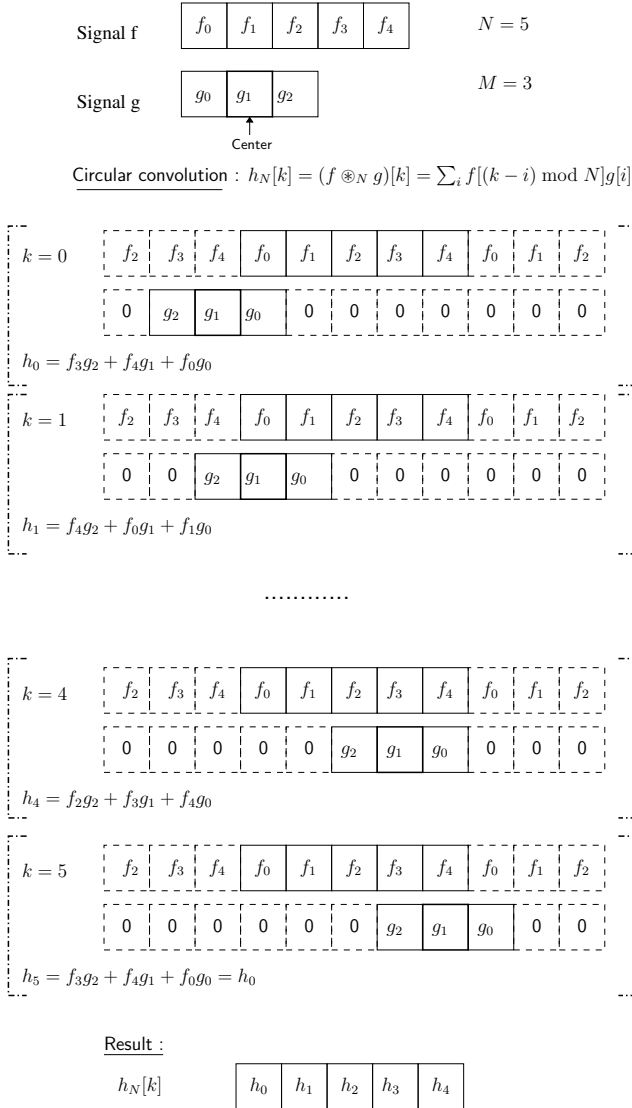 Signal f f₀ f₁ f₂ f₃ f₄ N = 5
Signal g g₀ g₁ g₂ M = 3
Center
Circular convolution : h_N[k] = (f ⊛_N g)[k] = ∑_i f[(k − i) mod N]g[i]
k = 0 f₂ f₃ f₄ f₀ f₁ f₂ f₃ f₄ f₀ f₁ f₂
0 g₂ g₁ g₀ 0 0 0 0 0 0 0
h₀ = f₃g₂ + f₄g₁ + f₀g₀
k = 1 f₂ f₃ f₄ f₀ f₁ f₂ f₃ f₄ f₀ f₁ f₂
0 0 g₂ g₁ g₀ 0 0 0 0 0 0
h₁ = f₄g₂ + f₀g₁ + f₁g₀
............
k = 4 f₂ f₃ f₄ f₀ f₁ f₂ f₃ f₄ f₀ f₁ f₂
0 0 0 0 0 g₂ g₁ g₀ 0 0 0
h₄ = f₂g₂ + f₃g₁ + f₄g₀
k = 5 f₂ f₃ f₄ f₀ f₁ f₂ f₃ f₄ f₀ f₁ f₂
0 0 0 0 0 0 g₂ g₁ g₀ 0 0
h₅ = f₃g₂ + f₄g₁ + f₀g₀ = h₀
Result :
h_N[k] h₀ h₁ h₂ h₃ h₄